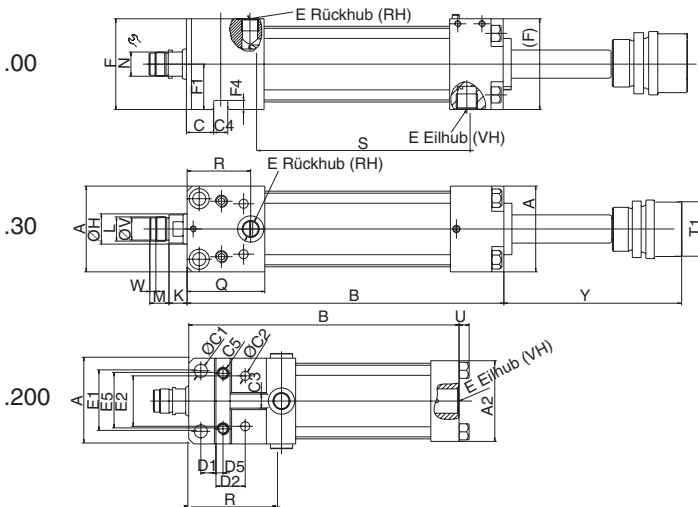 E Rückhub (RH)
.00
F
N
F1
F4
(F)
C
C4
S
E Eilhub (VH)
R
E Rückhub (RH)
.30
A
ØH
L
ØV
A
T1
W
M
K
Q
B
Y
B
U
ØC1
C5
ØC2
C3
E Eilhub (VH)
.200
A
E1
E5
E2
A2
D1
D5
D2
R